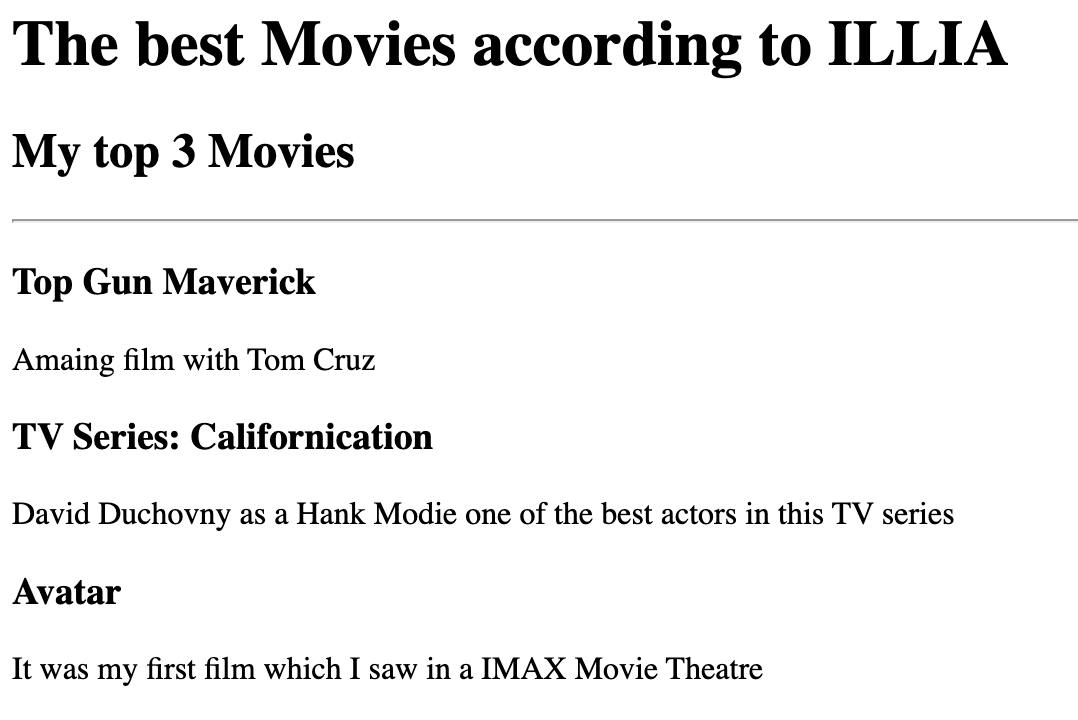 The best Movies according to ILLIA
My top 3 Movies
Top Gun Maverick
Amaing film with Tom Cruz
TV Series: Californication
David Duchovny as a Hank Modie one of the best actors in this TV series
Avatar
It was my first film which I saw in a IMAX Movie Theatre